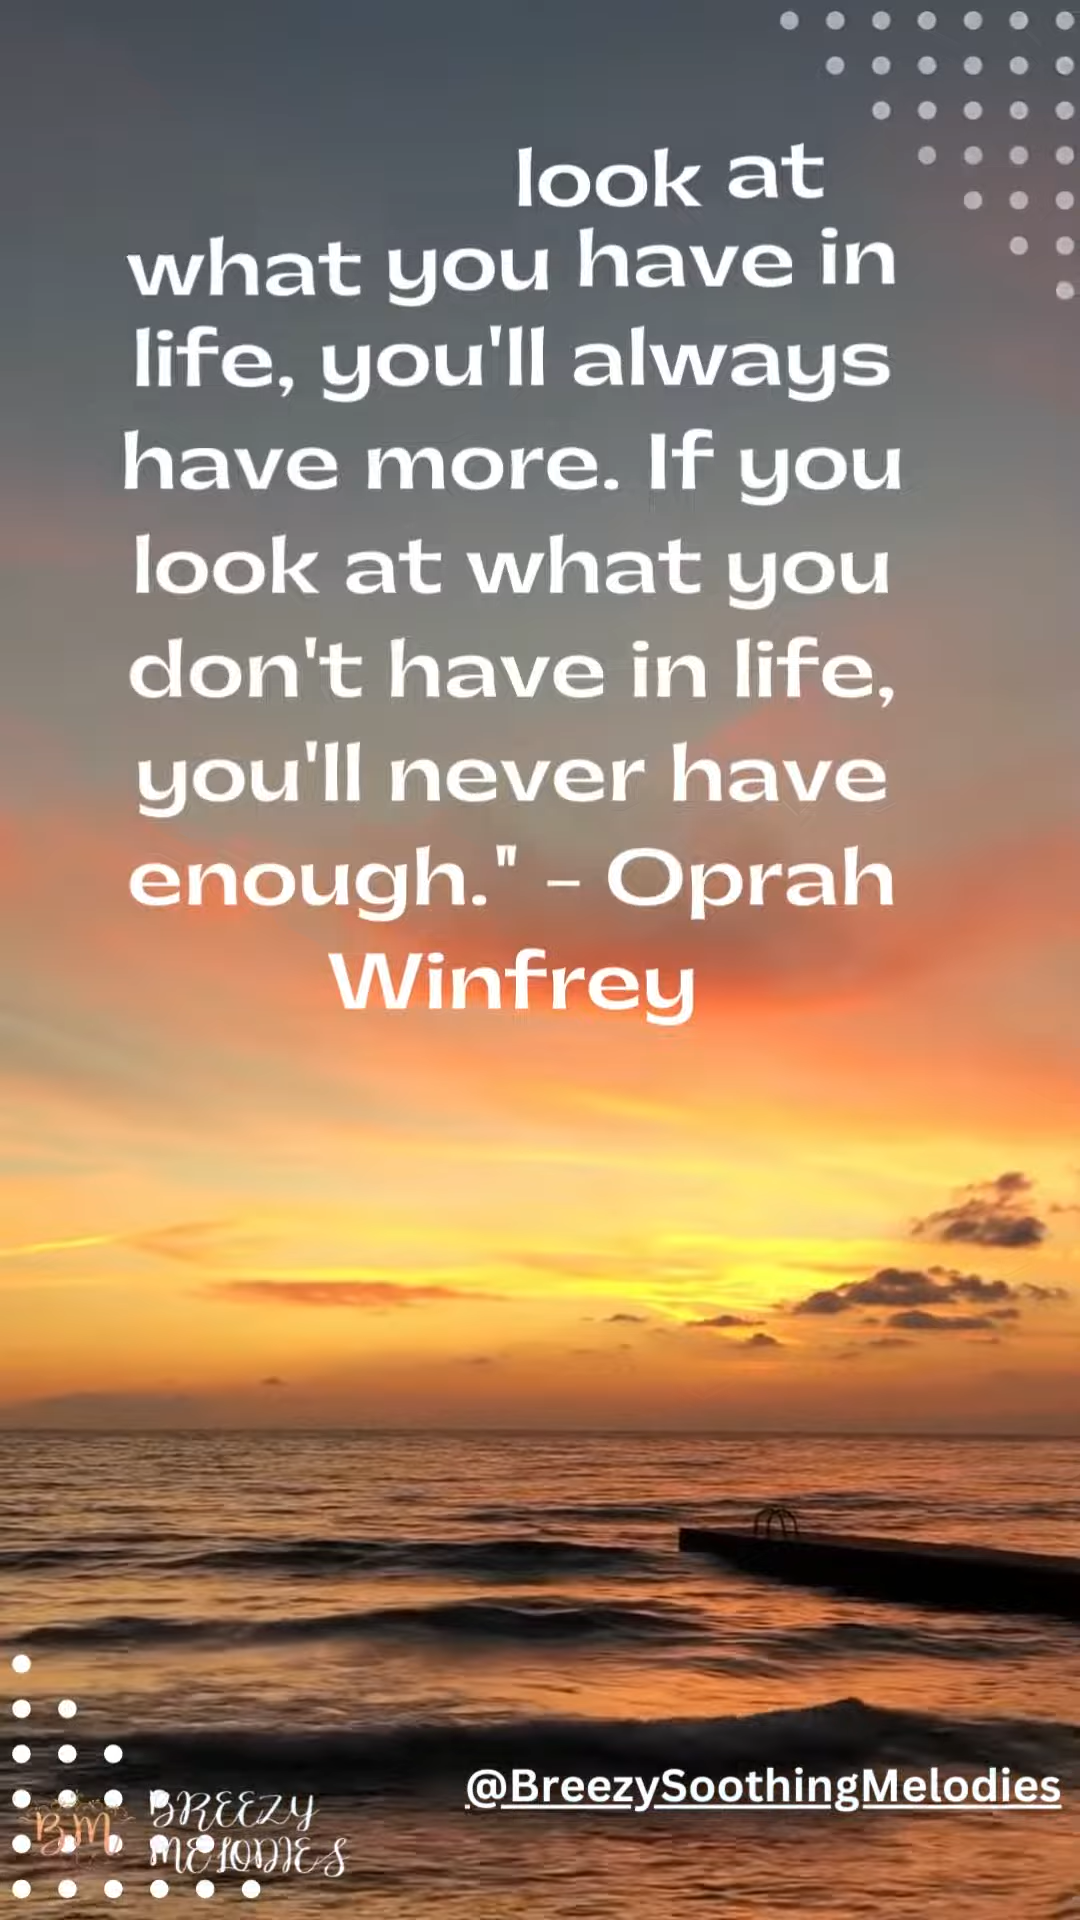 look at
what you have in
life, you'll always
have more. If you
look at what you
don't have in life,
you'll never have
enough." - Oprah
Winfrey
@BreezySoothingMelodies
BM
BREEZY
MELODIES